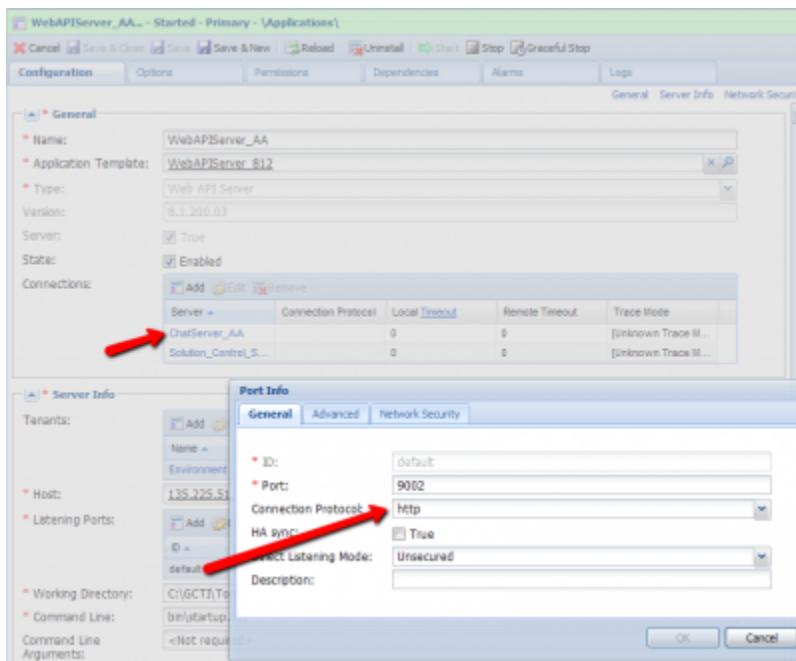 WebAPIServer_AA... - Started - Primary - \Applications\
Cancel Save & Close Save Save & New Reload Uninstall Start Stop Graceful Stop
Configuration Options Permissions Dependencies Alarms Logs
General Server Info Network Securi
* General
* Name: WebAPIServer_AA
* Application Template: WebAPIServer_812
* Type: Web API Server
Version: 8.1.200.03
Server: True
State: Enabled
Connections: Add Edit Remove
Server Connection Protocol Local Timeout Remote Timeout Trace Mode
ChatServer_AA 0 0 [Unknown Trace M...
Solution_Control_S... 0 0 [Unknown Trace M...
* Server Info
Tenants: Add
Name
Environment
* Host: 135.225.51
* Listening Ports: Add
ID
default
* Working Directory: C:\GCTI\To
* Command Line: bin\startup.
Command Line Arguments: <Not requir
Port Info
General Advanced Network Security
* ID: default
* Port: 9002
Connection Protocol: http
HA sync: True
Select Listening Mode: Unsecured
Description:
OK Cancel